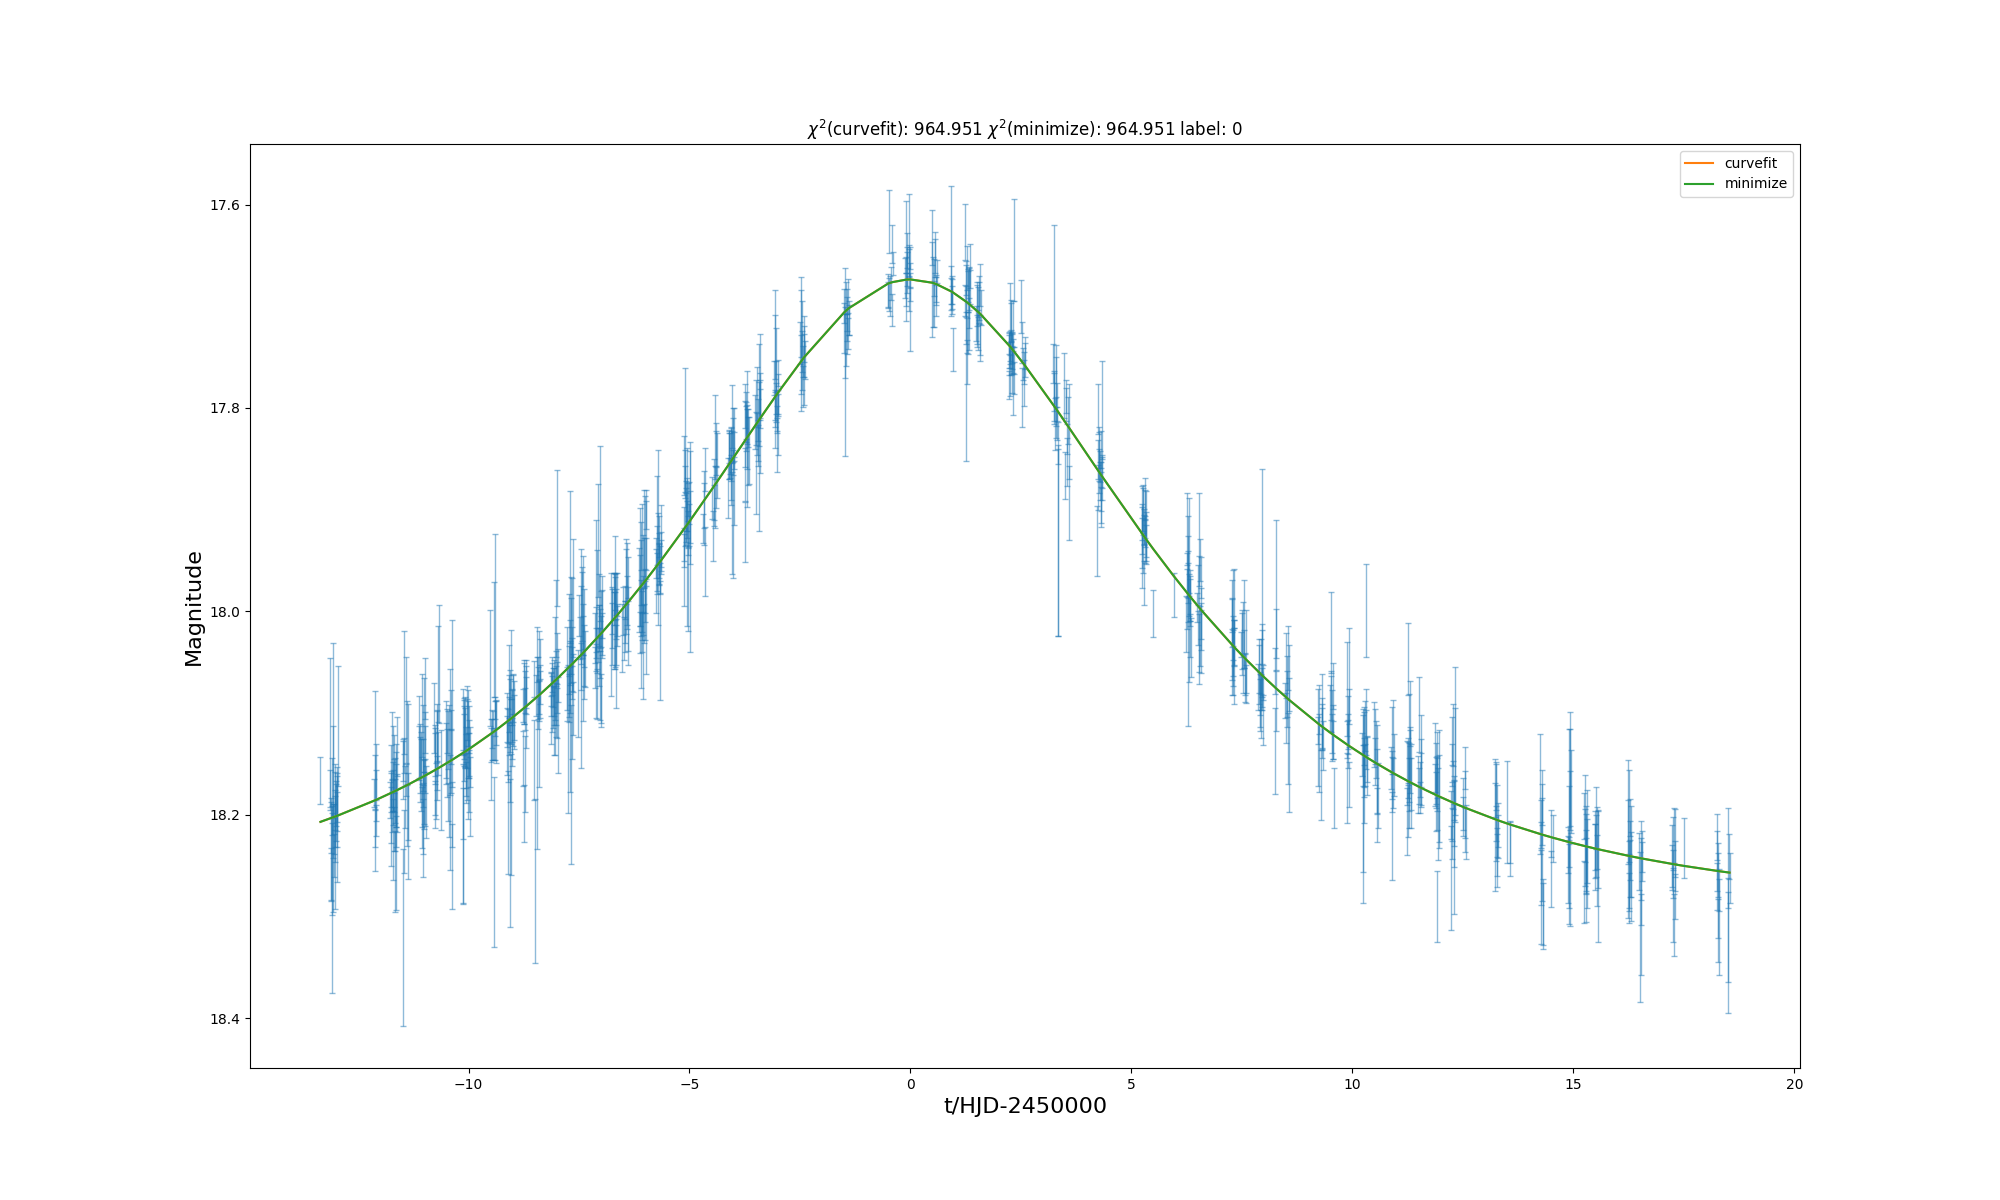 χ²(curvefit): 964.951 χ²(minimize): 964.951 label: 0
curvefit
minimize
17.6
17.8
18.0
18.2
18.4
Magnitude
−10
−5
0
5
10
15
20
t/HJD-2450000